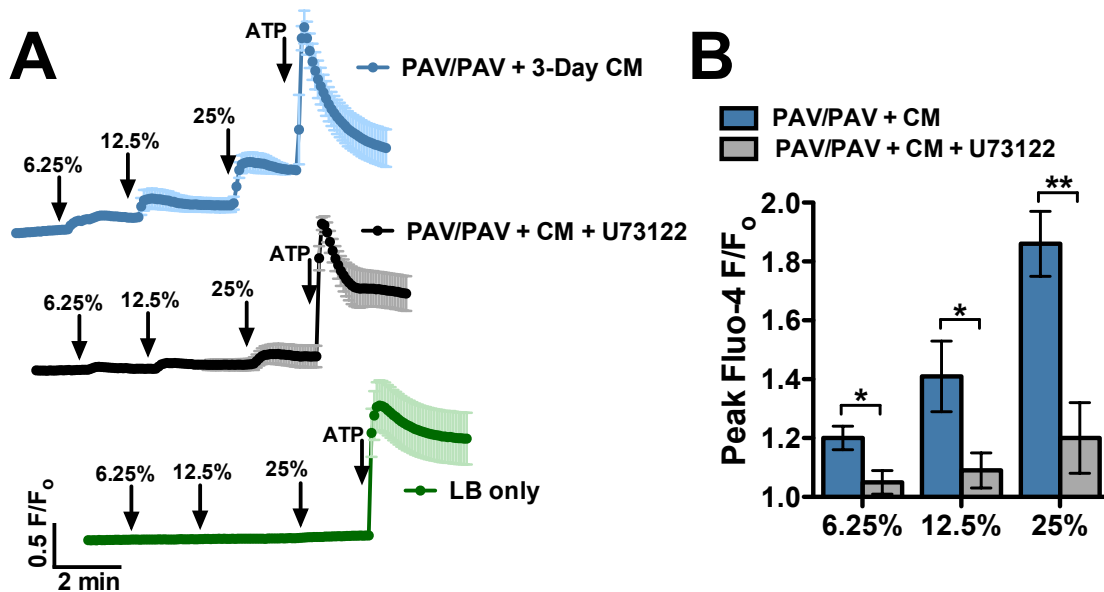 A
ATP
PAV/PAV + 3-Day CM
6.25%
12.5%
25%
ATP
PAV/PAV + CM + U73122
6.25%
12.5%
25%
ATP
LB only
6.25%
12.5%
25%
0.5 F/Fo
2 min
B
PAV/PAV + CM
PAV/PAV + CM + U73122
Peak Fluo-4 F/Fo
2.0
1.8
1.6
1.4
1.2
1.0
*
*
**
6.25%
12.5%
25%